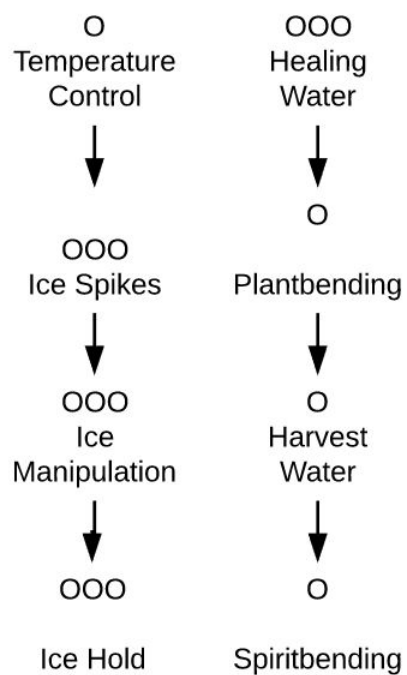 O
Temperature
Control
OOO
Ice Spikes
OOO
Ice
Manipulation
OOO
Ice Hold
OOO
Healing
Water
O
Plantbending
O
Harvest
Water
O
Spiritbending